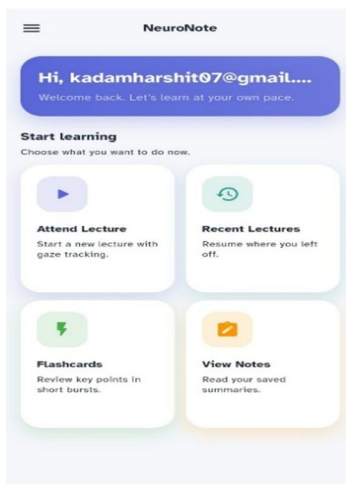 NeuroNote
Hi, kadamharshit07@gmail....
Welcome back. Let's learn at your own pace.
Start learning
Choose what you want to do now.
Attend Lecture
Start a new lecture with
gaze tracking.
Recent Lectures
Resume where you left
off.
Flashcards
Review key points in
short bursts.
View Notes
Read your saved
summaries.